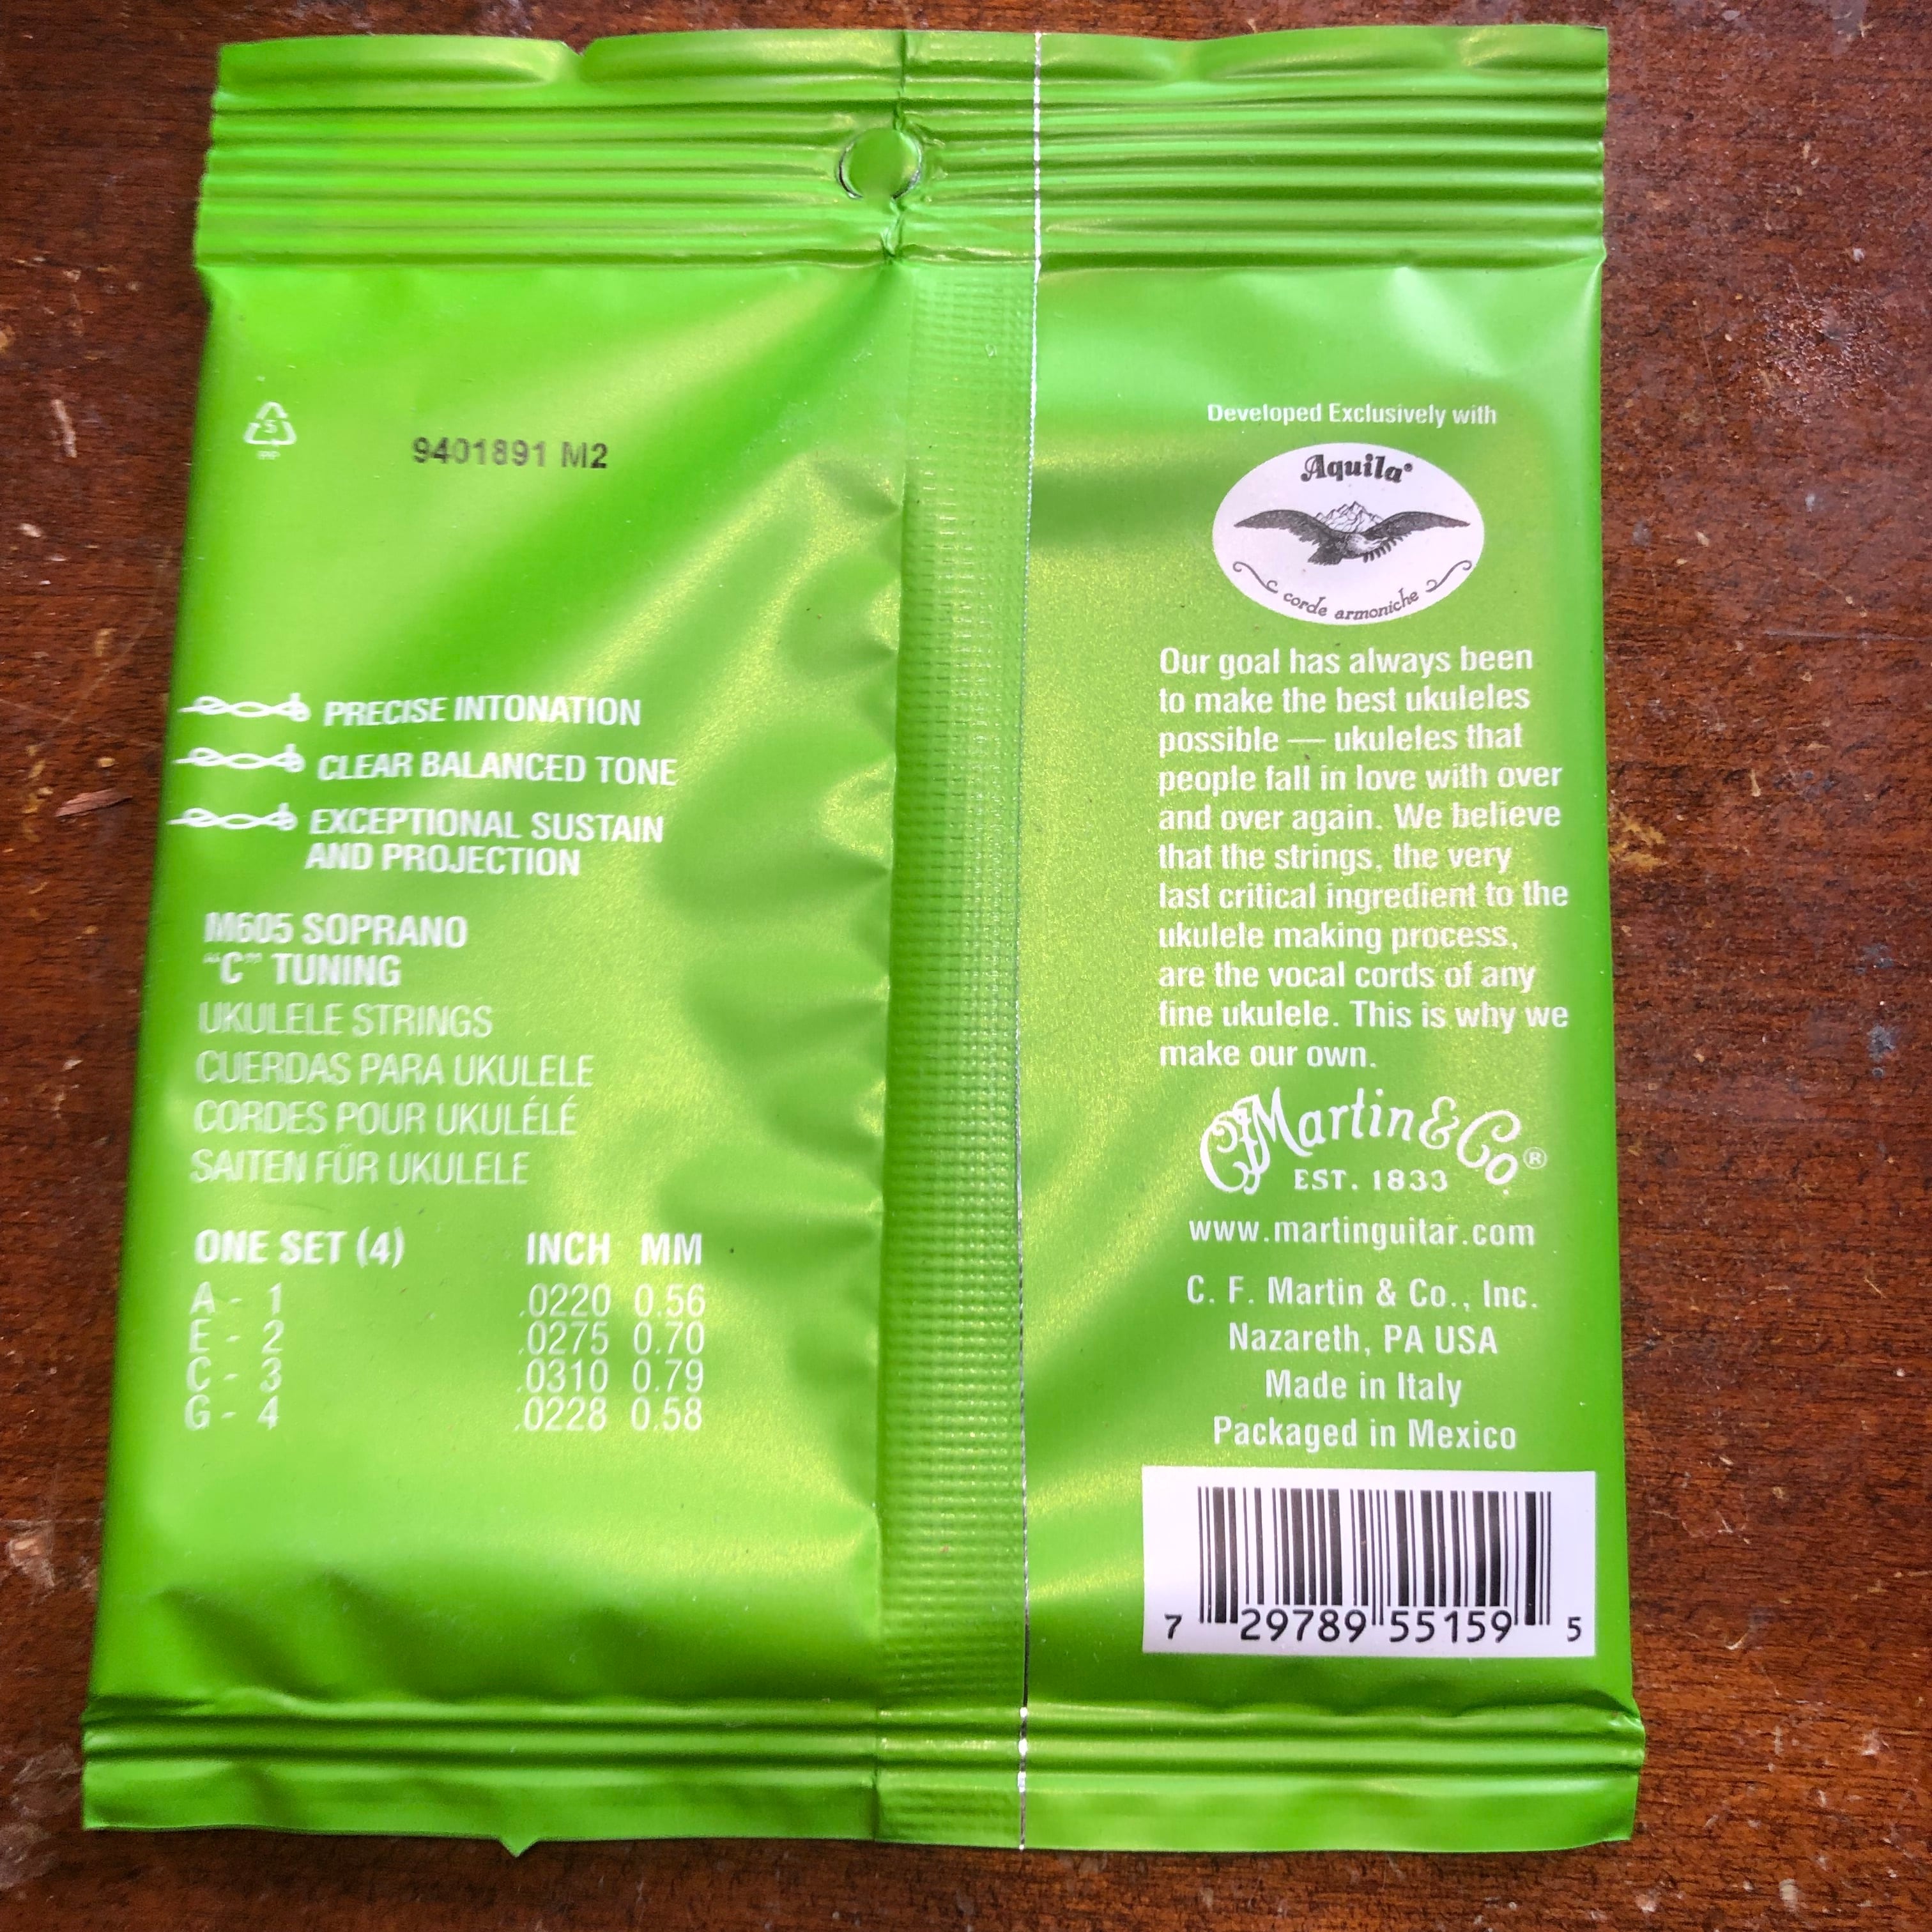 5
PP
9401891 M2
PRECISE INTONATION
CLEAR BALANCED TONE
EXCEPTIONAL SUSTAIN
AND PROJECTION
M605 SOPRANO
“C” TUNING
UKULELE STRINGS
CUERDAS PARA UKULELE
CORDES POUR UKULÉLÉ
SAITEN FŰR UKULELE
ONE SET (4) INCH MM
A - 1 .0220 0.56
E - 2 .0275 0.70
C - 3 .0310 0.79
G - 4 .0228 0.58
Developed Exclusively with
Aquila®
corde armoniche
Our goal has always been
to make the best ukuleles
possible — ukuleles that
people fall in love with over
and over again. We believe
that the strings, the very
last critical ingredient to the
ukulele making process,
are the vocal cords of any
fine ukulele. This is why we
make our own.
CF Martin & Co ®
EST. 1833
www.martinguitar.com
C. F. Martin & Co., Inc.
Nazareth, PA USA
Made in Italy
Packaged in Mexico
7 29789 55159 5